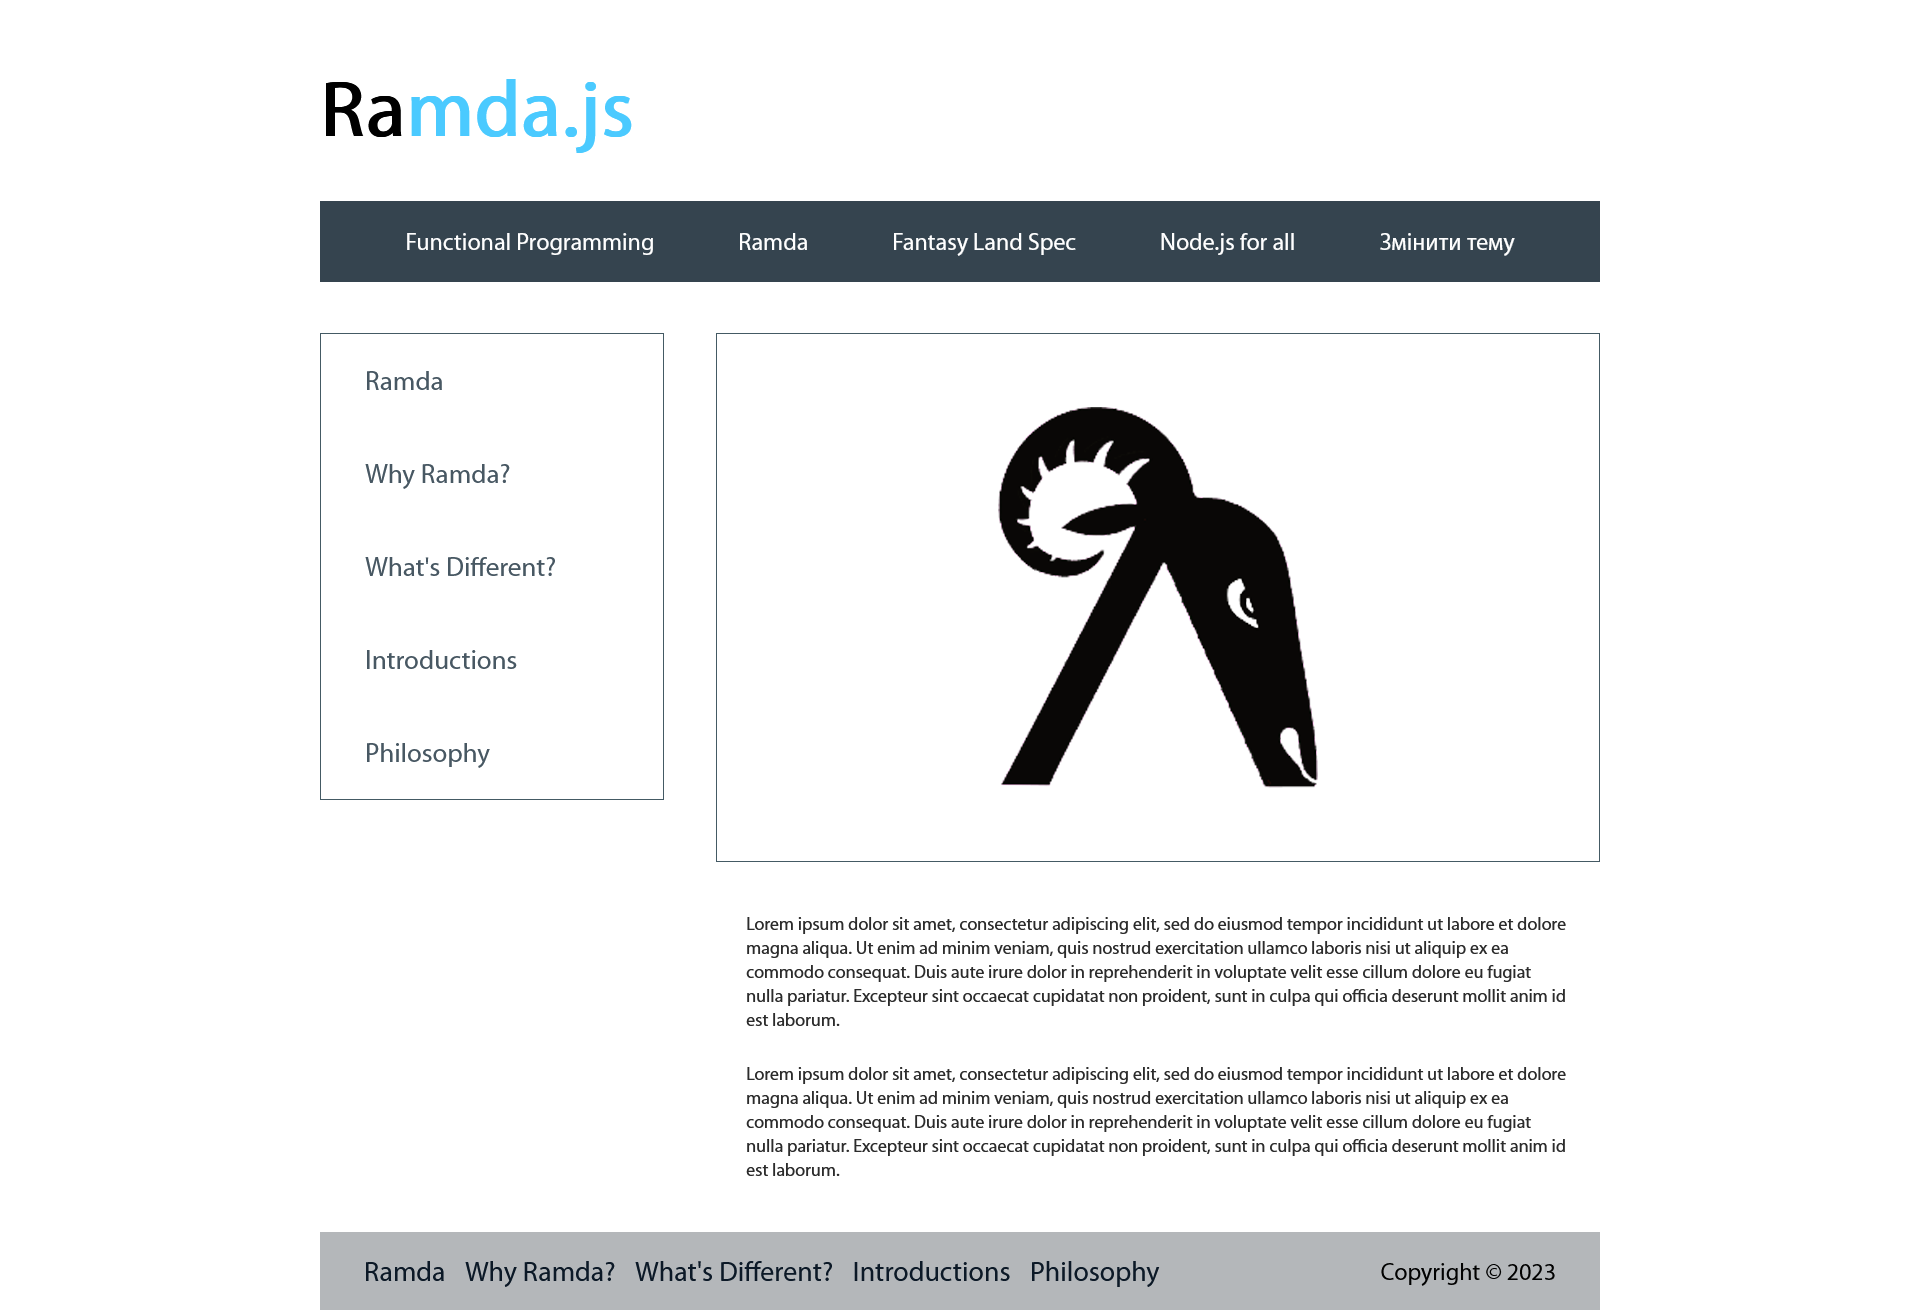 Ramda.js
Functional Programming Ramda Fantasy Land Spec Node.js for all Змінити тему
Ramda
Why Ramda?
What's Different?
Introductions
Philosophy
Lorem ipsum dolor sit amet, consectetur adipiscing elit, sed do eiusmod tempor incididunt ut labore et dolore
magna aliqua. Ut enim ad minim veniam, quis nostrud exercitation ullamco laboris nisi ut aliquip ex ea
commodo consequat. Duis aute irure dolor in reprehenderit in voluptate velit esse cillum dolore eu fugiat
nulla pariatur. Excepteur sint occaecat cupidatat non proident, sunt in culpa qui officia deserunt mollit anim id
est laborum.
Lorem ipsum dolor sit amet, consectetur adipiscing elit, sed do eiusmod tempor incididunt ut labore et dolore
magna aliqua. Ut enim ad minim veniam, quis nostrud exercitation ullamco laboris nisi ut aliquip ex ea
commodo consequat. Duis aute irure dolor in reprehenderit in voluptate velit esse cillum dolore eu fugiat
nulla pariatur. Excepteur sint occaecat cupidatat non proident, sunt in culpa qui officia deserunt mollit anim id
est laborum.
Ramda Why Ramda? What's Different? Introductions Philosophy Copyright © 2023